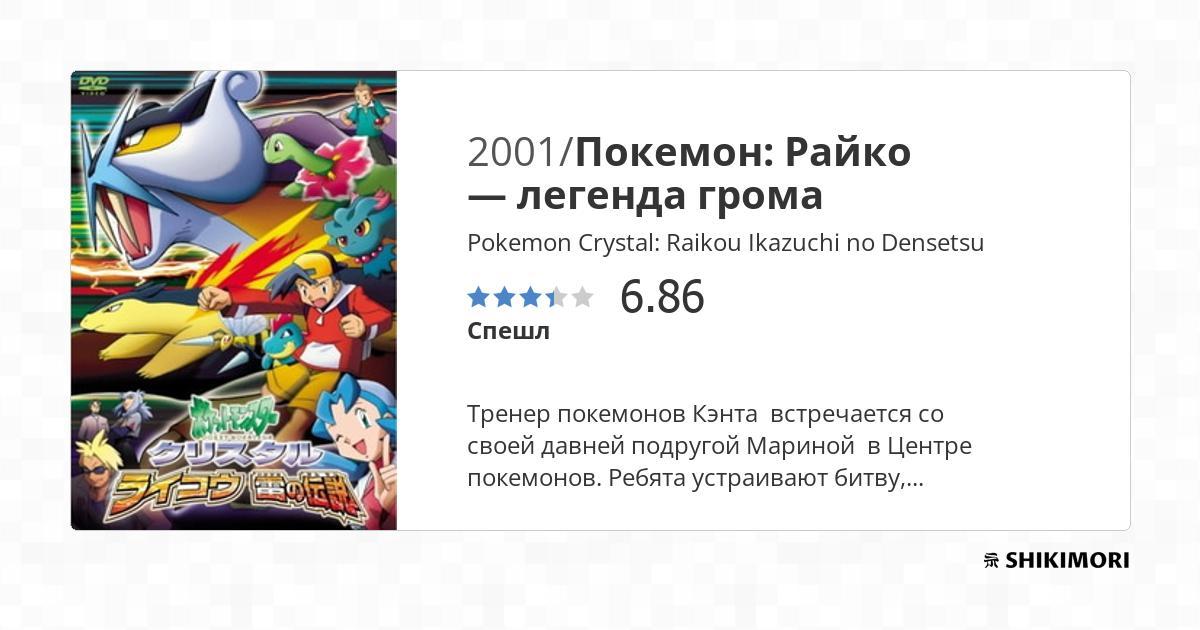 DVD
VIDEO
2001/Покемон: Райко
— легенда грома
Pokemon Crystal: Raikou Ikazuchi no Densetsu
6.86
Спешл
Тренер покемонов Кэнта  встречается со
своей давней подругой Мариной  в Центре
покемонов. Ребята устраивают битву,...
ポケットモンスター
クリスタル
ライコウ 雷の伝説
SHIKIMORI